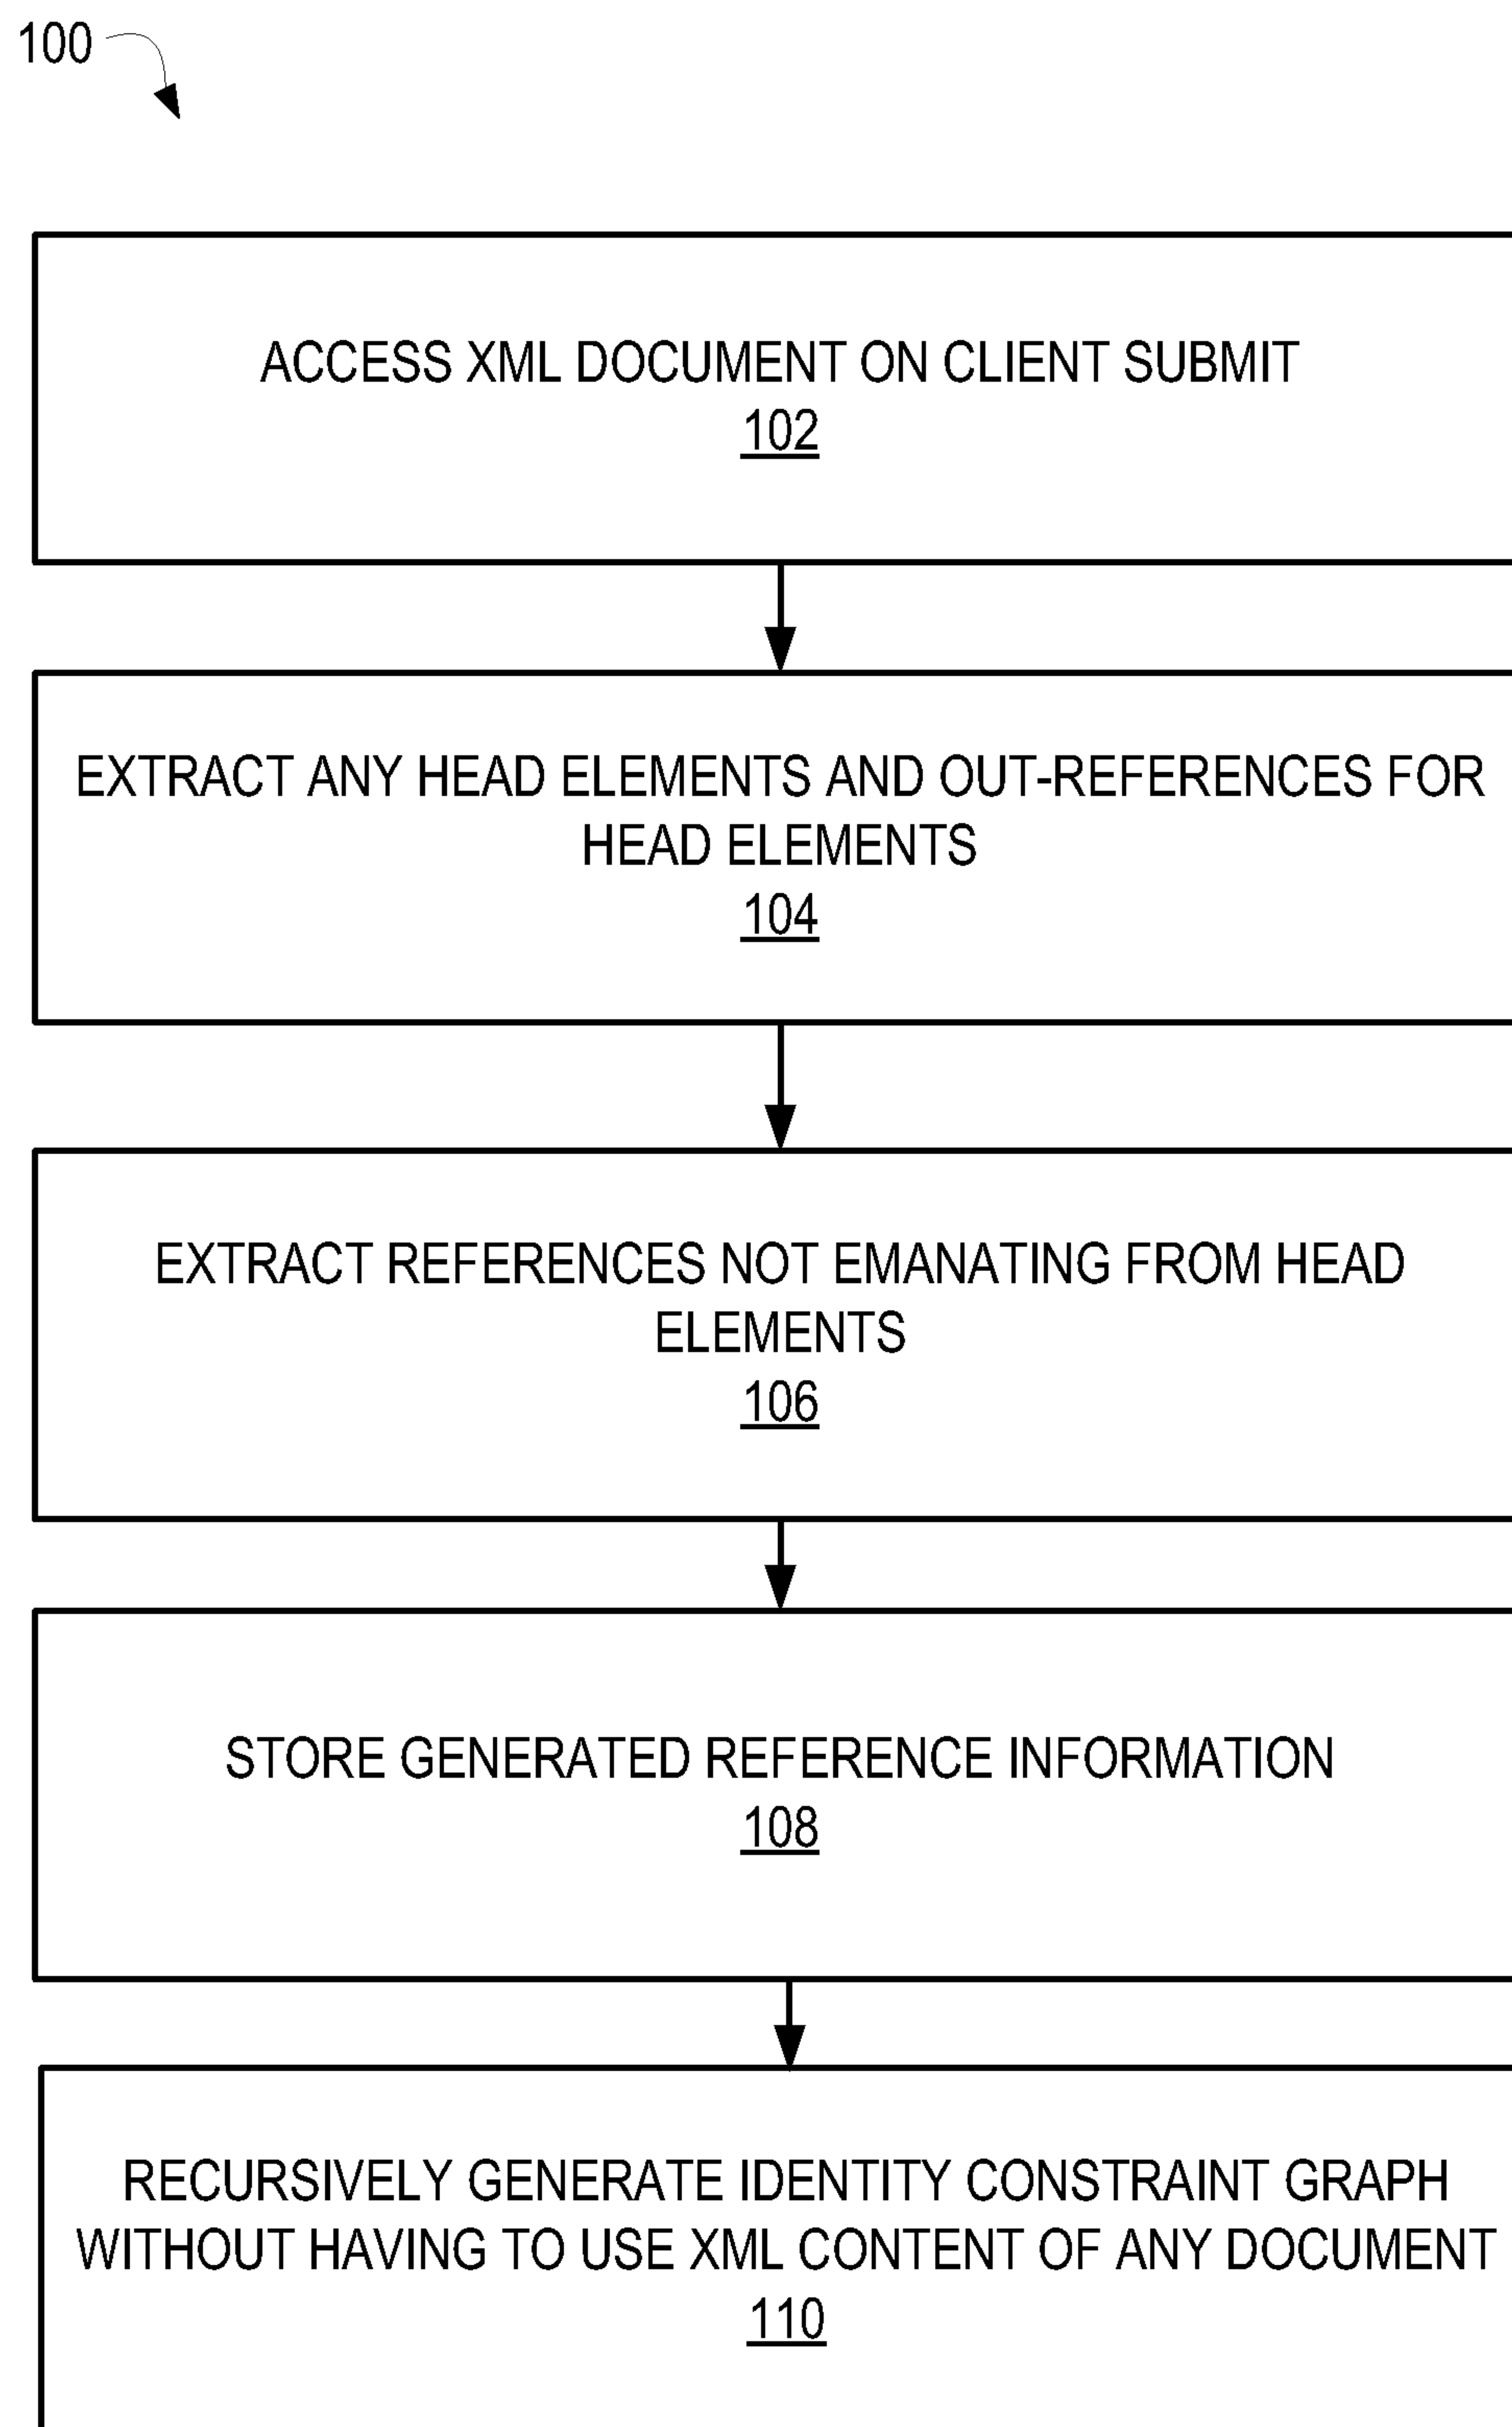 100
ACCESS XML DOCUMENT ON CLIENT SUBMIT
102
EXTRACT ANY HEAD ELEMENTS AND OUT-REFERENCES FOR
HEAD ELEMENTS
104
EXTRACT REFERENCES NOT EMANATING FROM HEAD
ELEMENTS
106
STORE GENERATED REFERENCE INFORMATION
108
RECURSIVELY GENERATE IDENTITY CONSTRAINT GRAPH
WITHOUT HAVING TO USE XML CONTENT OF ANY DOCUMENT
110